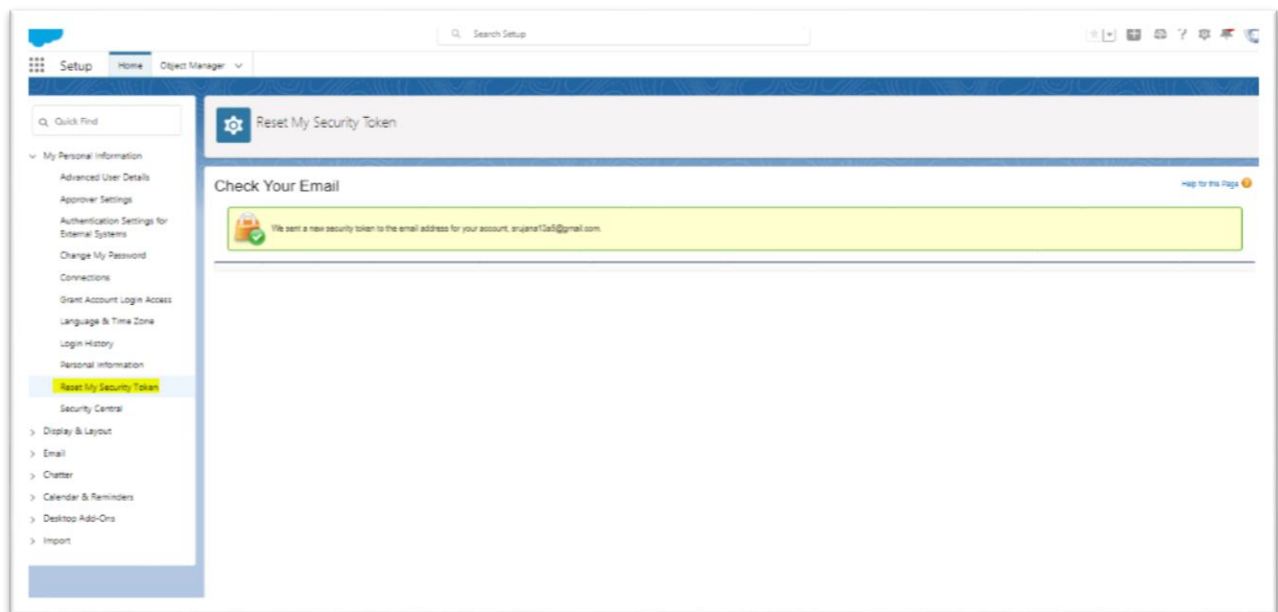 Search Setup
Setup Home Object Manager
Quick Find
My Personal Information
Advanced User Details
Approver Settings
Authentication Settings for
External Systems
Change My Password
Connections
Grant Account Login Access
Language & Time Zone
Login History
Personal Information
Reset My Security Token
Security Central
Display & Layout
Email
Chatter
Calendar & Reminders
Desktop Add-Ons
Import
Reset My Security Token
Check Your Email
Help for this Page
We sent a new security token to the email address for your account, srujana12a5@gmail.com.